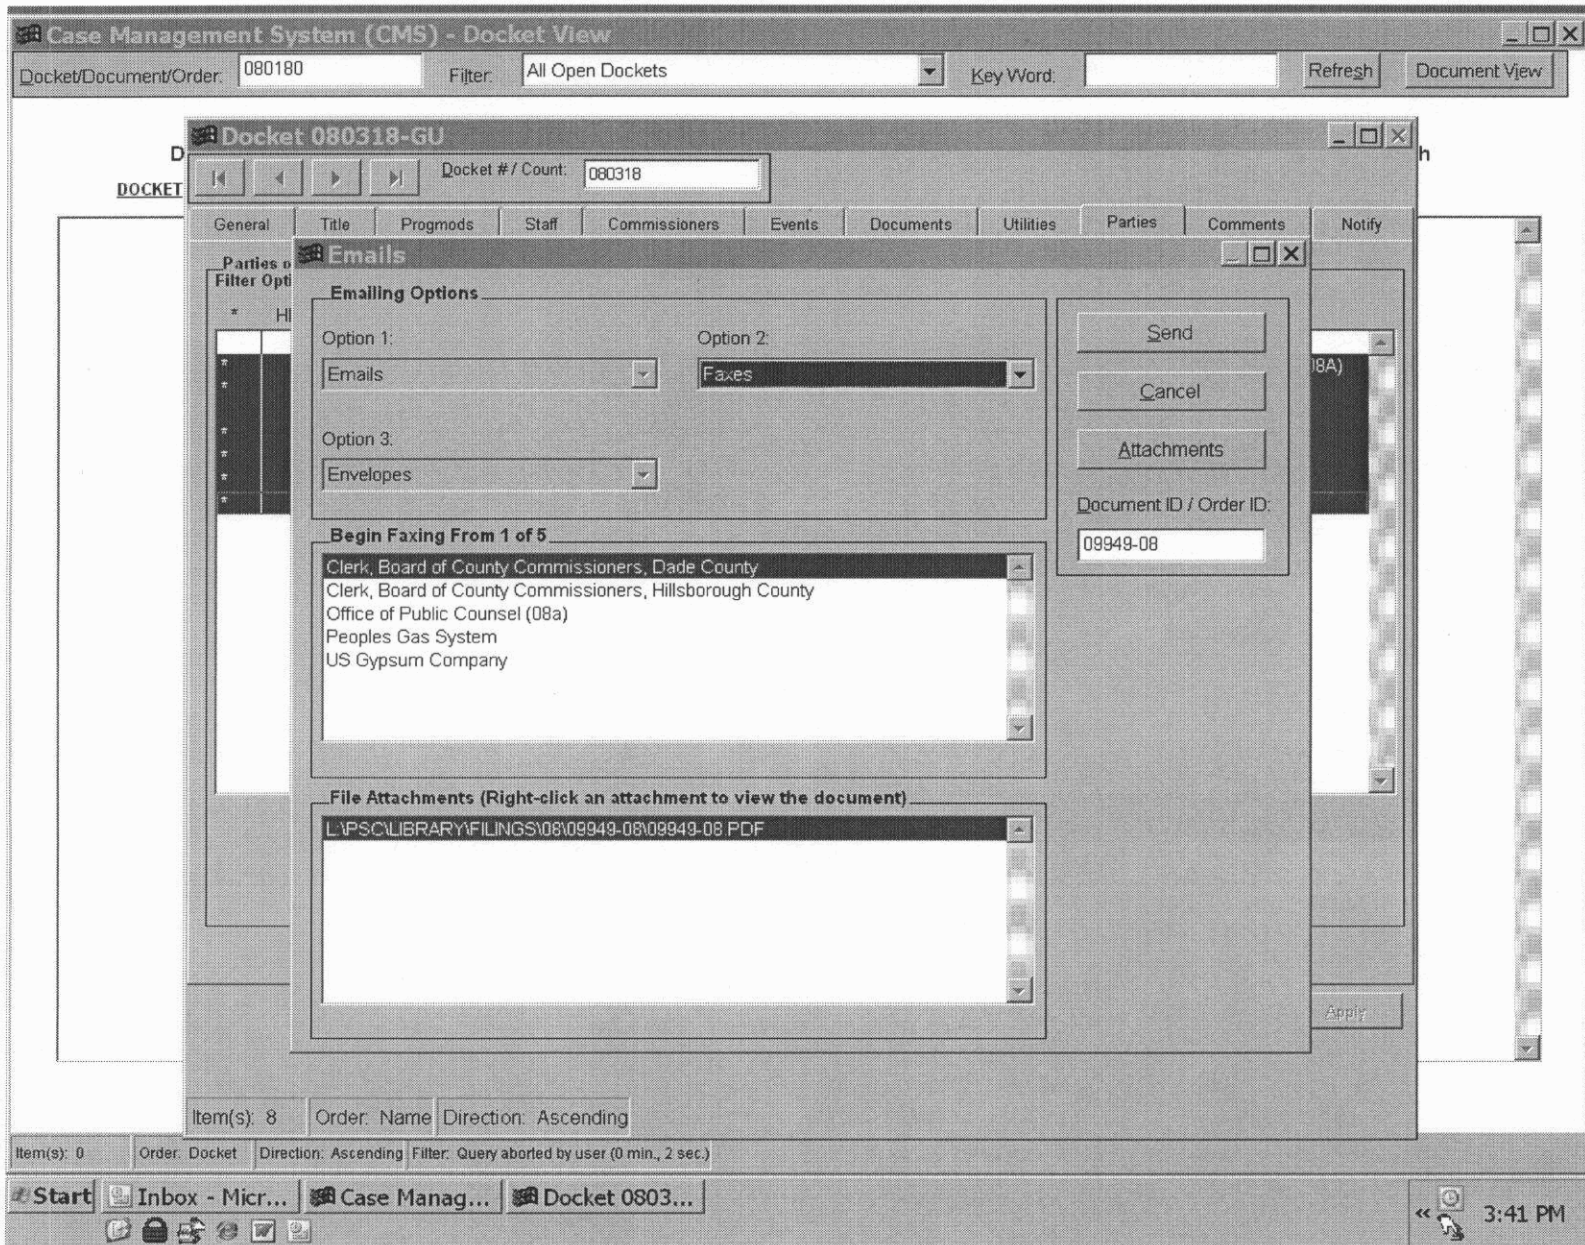 Case Management System (CMS) - Docket View
Docket/Document/Order: 080180 Filter: All Open Dockets Key Word: Refresh Document View
Docket 080318-GU
D h
Docket # / Count: 080318
DOCKET
General Title Progmods Staff Commissioners Events Documents Utilities Parties Comments Notify
Parties o
Filter Opti
* HI
Emails
Emailing Options
Option 1: Option 2:
Emails Faxes
Option 3:
Envelopes
Send
Cancel
Attachments
Document ID / Order ID:
09949-08
08A)
*
*
*
*
*
*
Begin Faxing From 1 of 5
Clerk, Board of County Commissioners, Dade County
Clerk, Board of County Commissioners, Hillsborough County
Office of Public Counsel (08a)
Peoples Gas System
US Gypsum Company
File Attachments (Right-click an attachment to view the document)
L:\PSC\LIBRARY\FILINGS\08\09949-08\09949-08.PDF
Apply
Item(s): 8 Order: Name Direction: Ascending
Item(s): 0 Order: Docket Direction: Ascending Filter: Query aborted by user (0 min., 2 sec.)
Start Inbox - Micr... Case Manag... Docket 0803... « 3:41 PM